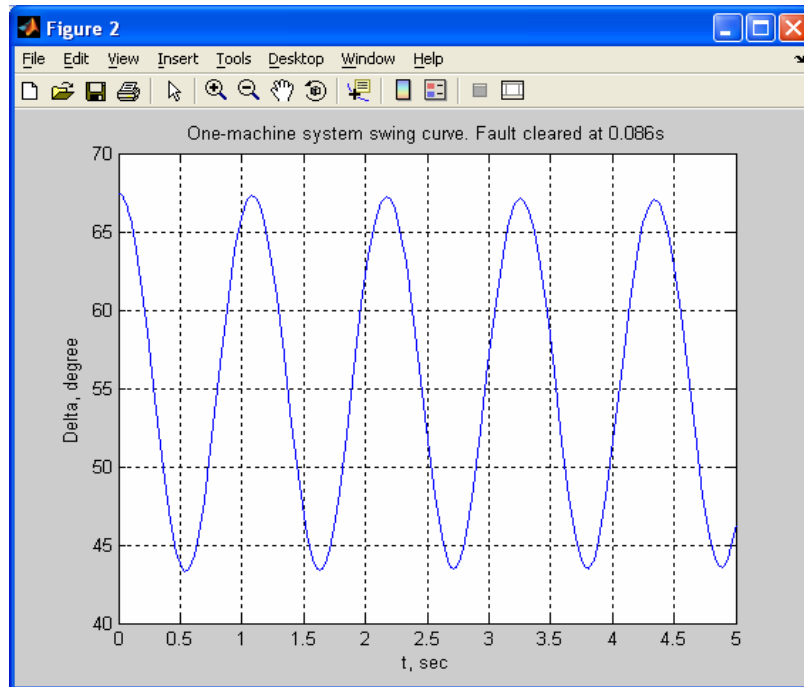 Figure 2
File Edit View Insert Tools Desktop Window Help
One-machine system swing curve. Fault cleared at 0.086s
70
65
60
55
50
45
40
Delta, degree
0 0.5 1 1.5 2 2.5 3 3.5 4 4.5 5
t, sec